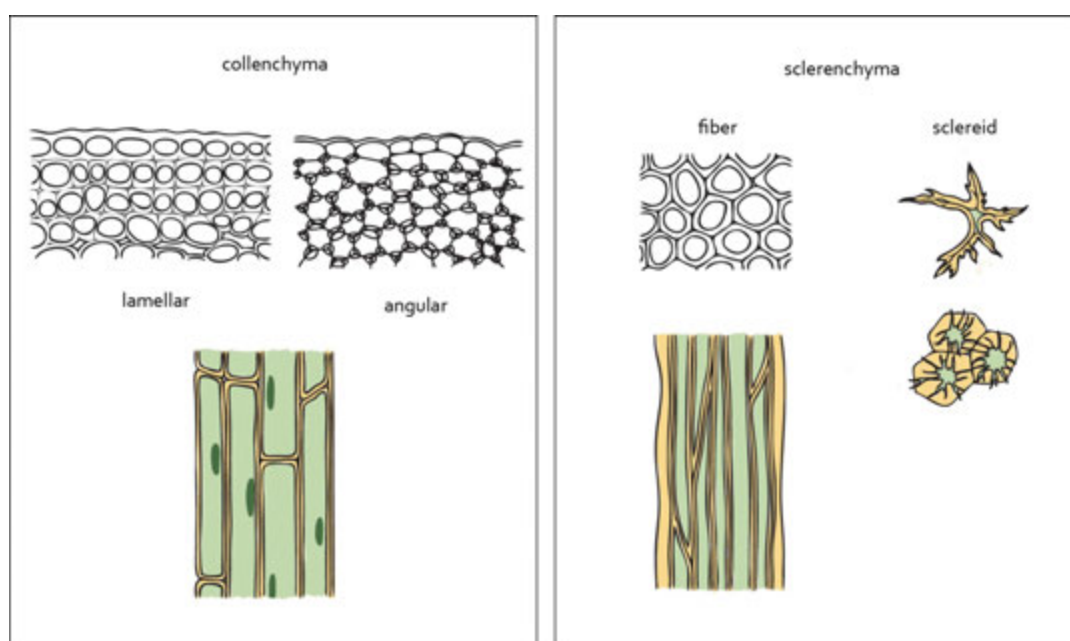 collenchyma
lamellar
angular
sclerenchyma
fiber
sclereid